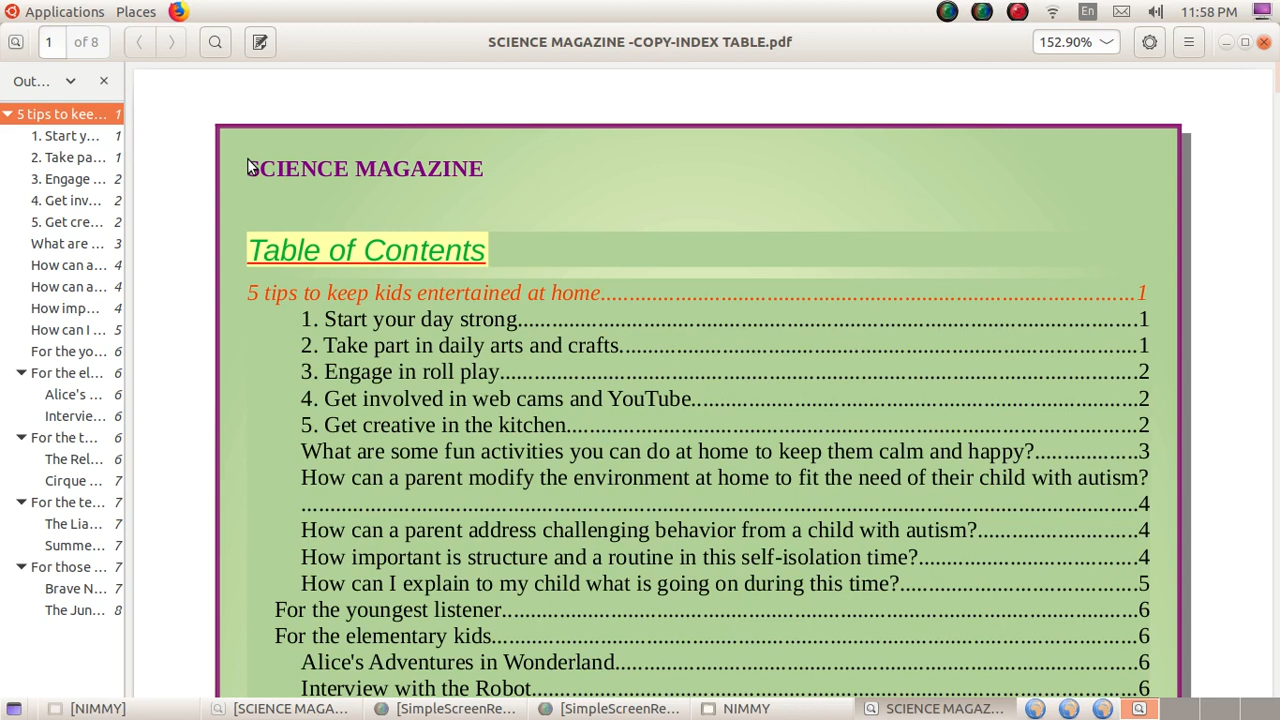 Applications Places En 11:58 PM
1 of 8 SCIENCE MAGAZINE -COPY-INDEX TABLE.pdf 152.90%
Out...
5 tips to kee... 1
1. Start y... 1
2. Take pa... 1
3. Engage ... 2
4. Get inv... 2
5. Get cre... 2
What are ... 3
How can a... 4
How can a... 4
How imp... 4
How can I ... 5
For the yo... 6
For the el... 6
Alice's ... 6
Intervie... 6
For the t... 6
The Rel... 6
Cirque ... 7
For the te... 7
The Lia... 7
Summe... 7
For those ... 7
Brave N... 7
The Jun... 8
SCIENCE MAGAZINE
Table of Contents
5 tips to keep kids entertained at home...1
1. Start your day strong...1
2. Take part in daily arts and crafts...1
3. Engage in roll play...2
4. Get involved in web cams and YouTube...2
5. Get creative in the kitchen...2
What are some fun activities you can do at home to keep them calm and happy?...3
How can a parent modify the environment at home to fit the need of their child with autism?
...4
How can a parent address challenging behavior from a child with autism?...4
How important is structure and a routine in this self-isolation time?...4
How can I explain to my child what is going on during this time?...5
For the youngest listener...6
For the elementary kids...6
Alice's Adventures in Wonderland...6
Interview with the Robot...6
[NIMMY] [SCIENCE MAGA... [SimpleScreenRe... [SimpleScreenRe... NIMMY SCIENCE MAGAZ...